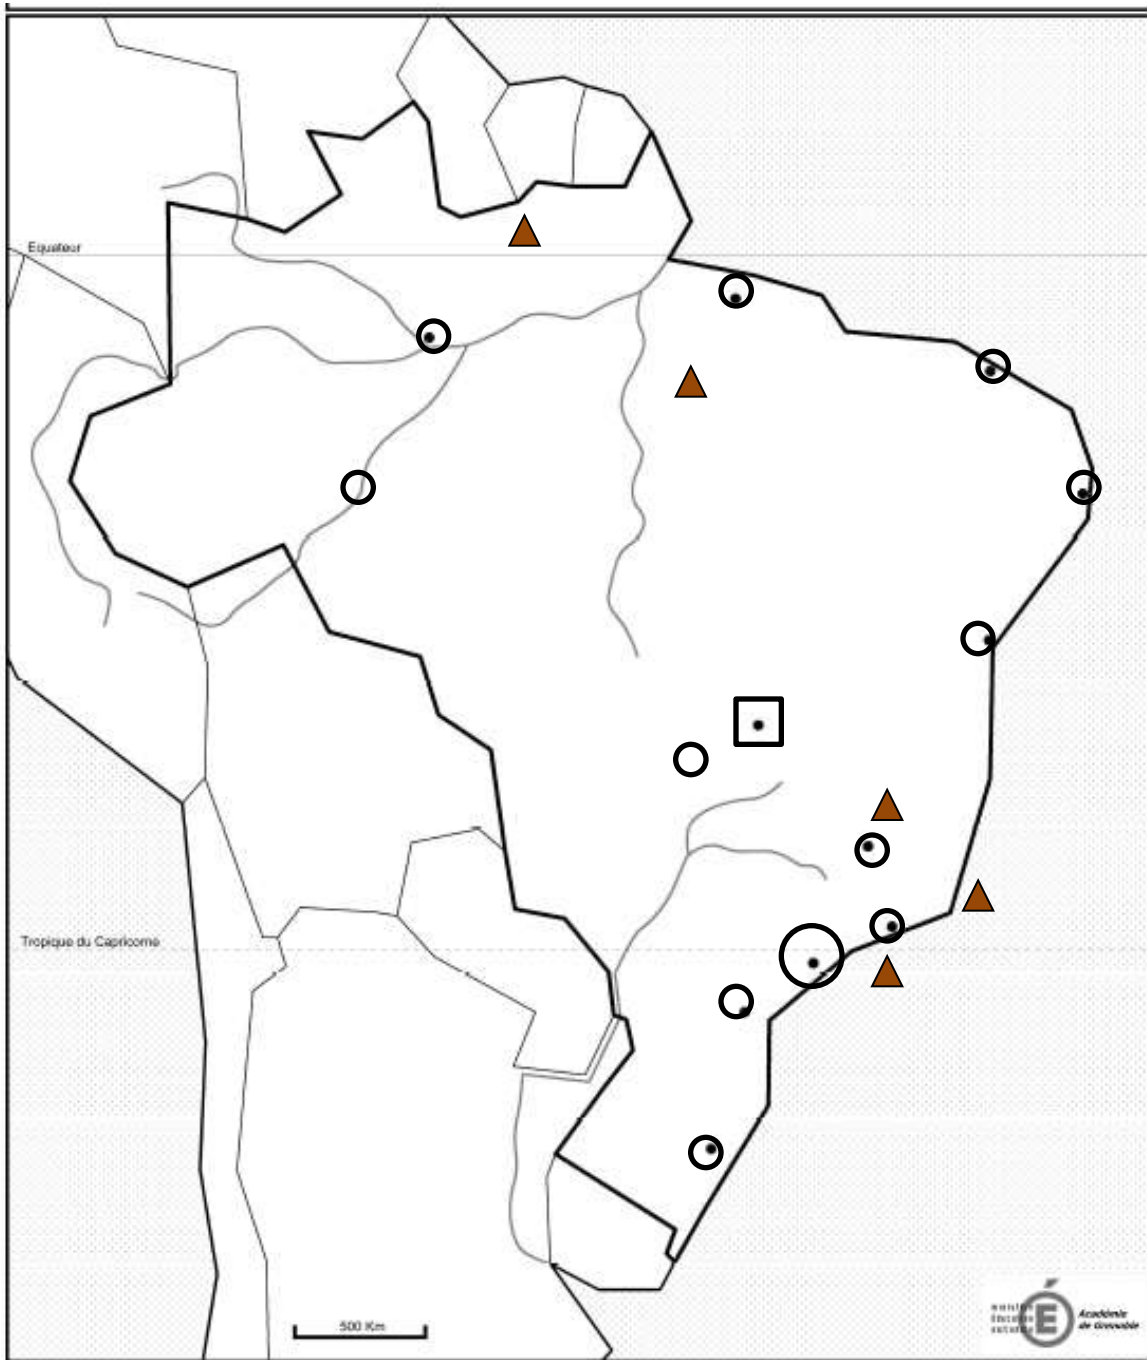 Equateur
Tropique du Capricorne
500 Km
É
Académie
de Grenoble